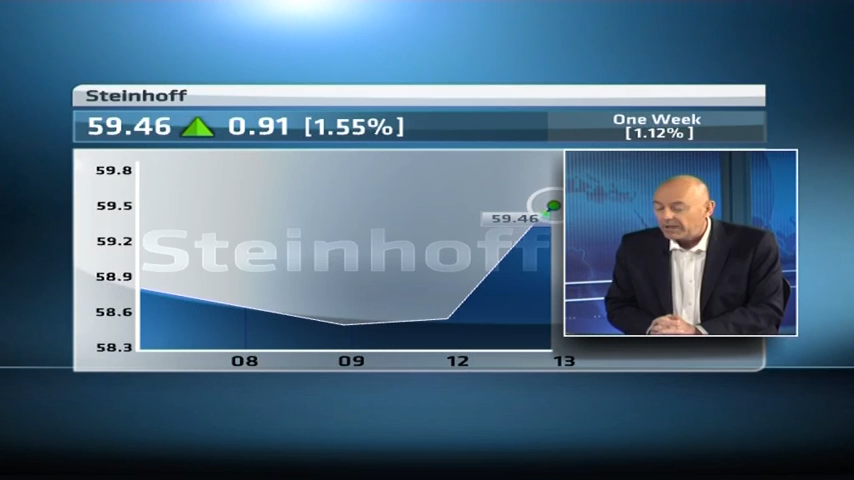 Steinhoff
59.46 0.91 [1.55%]
One Week
[1.12% ]
59.8
59.5
59.2
58.9
58.6
58.3
Steinhoff
59.46
08 09 12 13